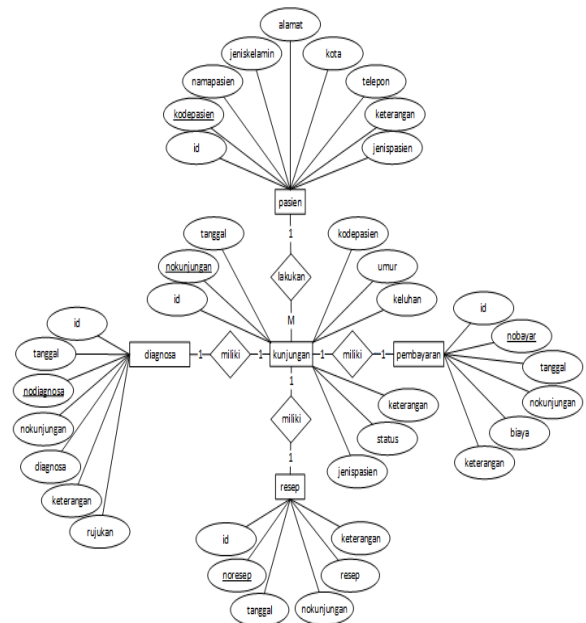 alamat
jeniskelamin
kota
namapasien
telepon
kodepasien
keterangan
id
jenispasien
pasien
1
tanggal
kodepasien
nokunjungan
lakukan
umur
id
keluhan
M
id
id
nobayar
tanggal
diagnosa
1
miliki
1
kunjungan
1
miliki
1
pembayaran
tanggal
nodiagnosa
1
nokunjungan
keterangan
nokunjungan
miliki
status
biaya
diagnosa
jenispasien
keterangan
keterangan
1
rujukan
resep
id
keterangan
noresep
resep
tanggal
nokunjungan